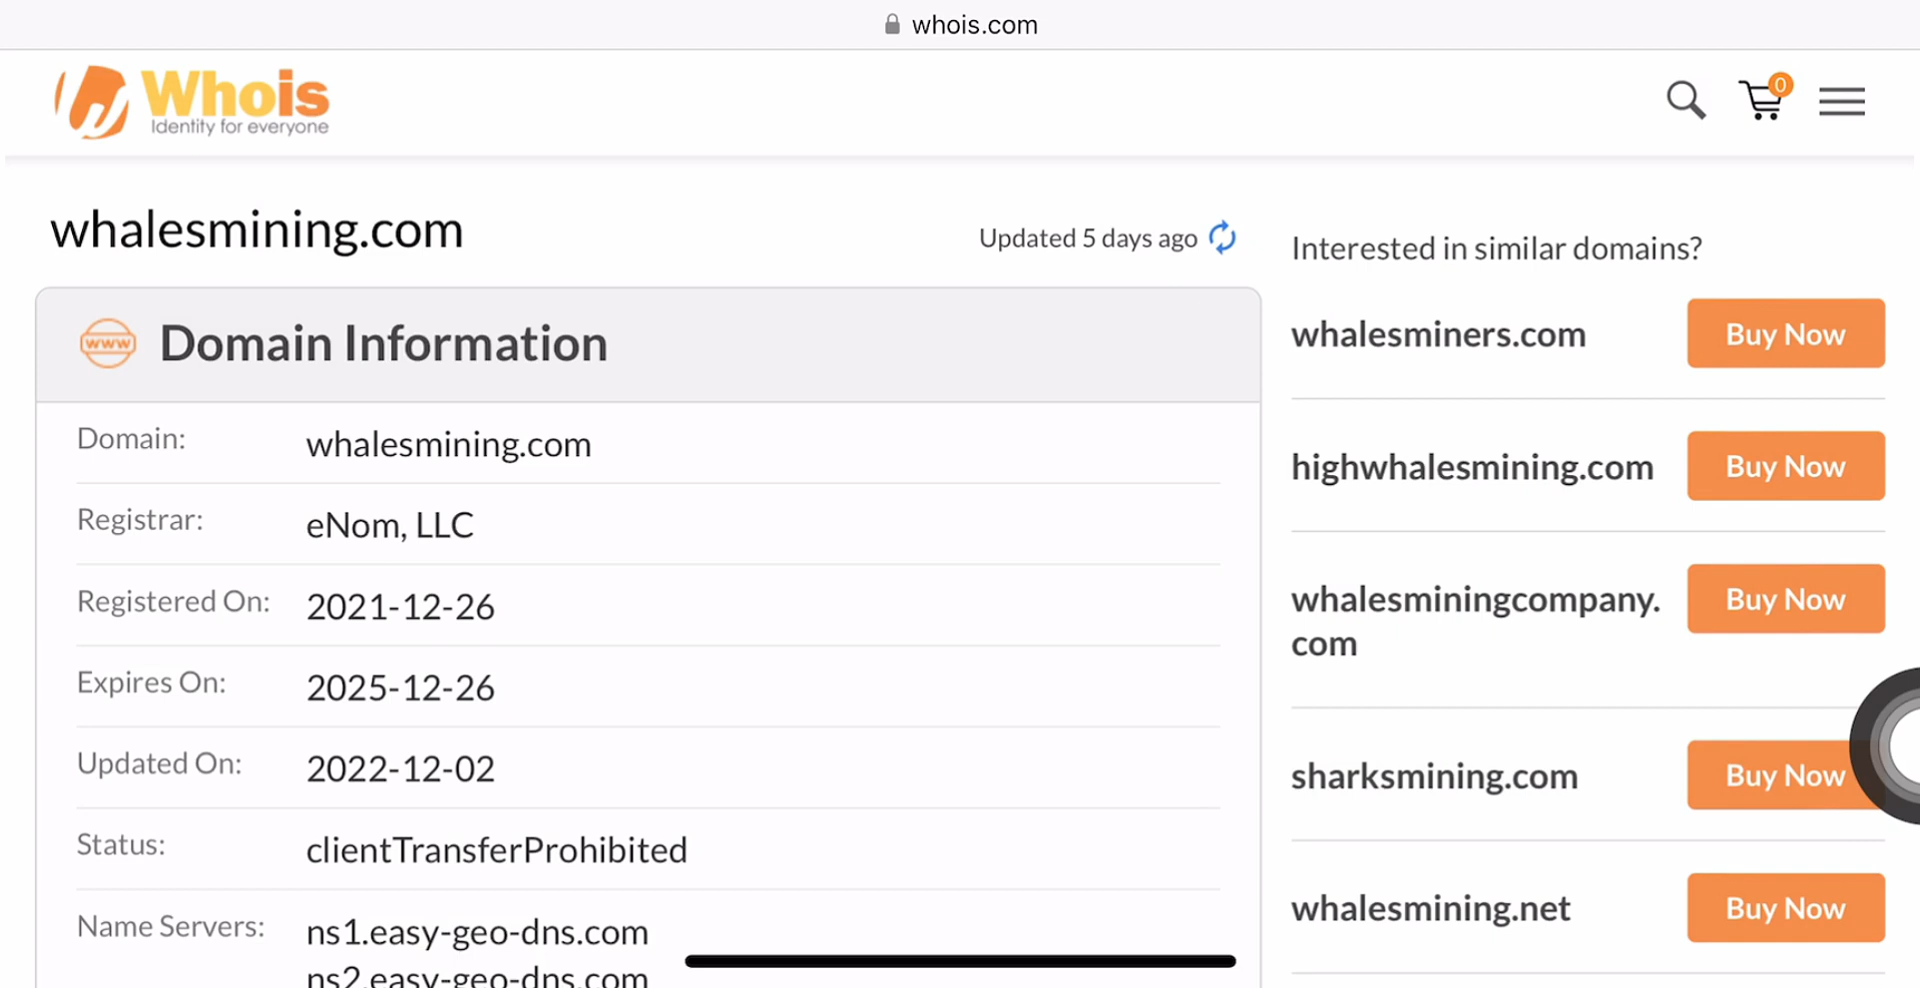 whois.com
Whois
Identity for everyone
0
whalesmining.com
Updated 5 days ago
www
Domain Information
Domain:
whalesmining.com
Registrar:
eNom, LLC
Registered On:
2021-12-26
Expires On:
2025-12-26
Updated On:
2022-12-02
Status:
clientTransferProhibited
Name Servers:
ns1.easy-geo-dns.com
ns2.easy-geo-dns.com
Interested in similar domains?
whalesminers.com
Buy Now
highwhalesmining.com
Buy Now
whalesminingcompany.
com
Buy Now
sharksmining.com
Buy Now
whalesmining.net
Buy Now